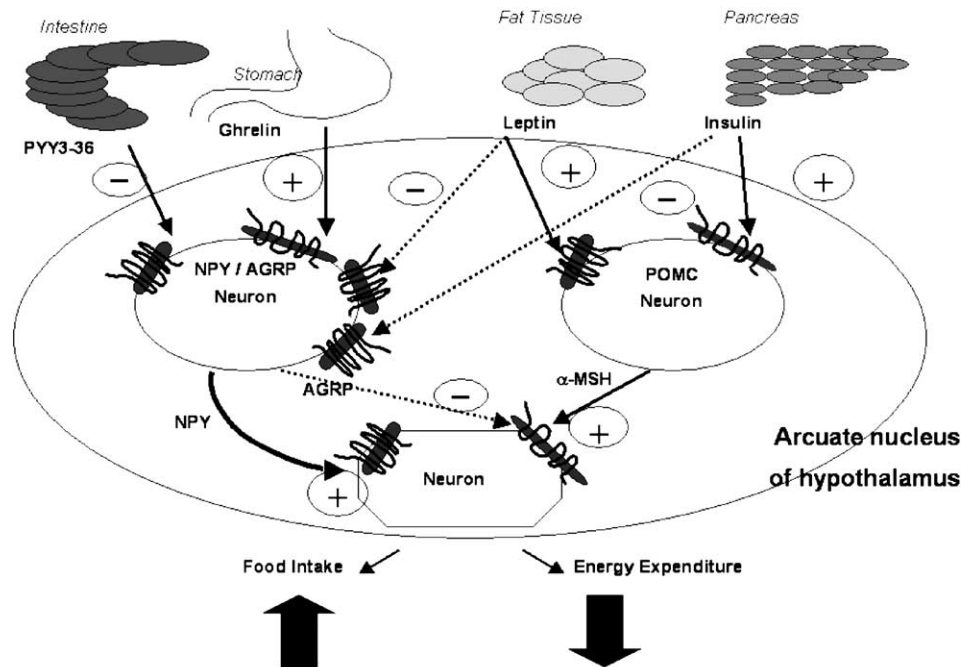 Intestine
Fat Tissue
Pancreas
Stomach
Ghrelin
Leptin
Insulin
PYY3-36
−
+
−
+
−
+
NPY / AGRP
Neuron
POMC
Neuron
AGRP
−
α-MSH
NPY
+
Neuron
+
Arcuate nucleus
of hypothalamus
Food Intake
Energy Expenditure